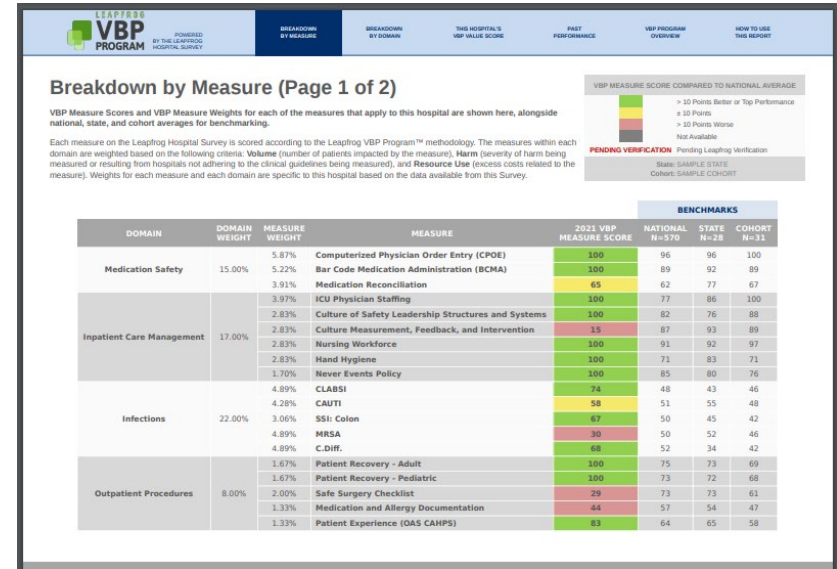 LEAPFROG
VBP
PROGRAM
POWERED
BY THE LEAPFROG
HOSPITAL SURVEY
BREAKDOWN
BY MEASURE
BREAKDOWN
BY DOMAIN
THIS HOSPITAL'S
VBP VALUE SCORE
PAST
PERFORMANCE
VBP PROGRAM
OVERVIEW
HOW TO USE
THIS REPORT
Breakdown by Measure (Page 1 of 2)
VBP Measure Scores and VBP Measure Weights for each of the measures that apply to this hospital are shown here, alongside
national, state, and cohort averages for benchmarking.
Each measure on the Leapfrog Hospital Survey is scored according to the Leapfrog VBP Program™ methodology. The measures within each
domain are weighted based on the following criteria: Volume (number of patients impacted by the measure), Harm (severity of harm being
measured or resulting from hospitals not adhering to the clinical guidelines being measured), and Resource Use (excess costs related to the
measure). Weights for each measure and each domain are specific to this hospital based on the data available from this Survey.
VBP MEASURE SCORE COMPARED TO NATIONAL AVERAGE
> 10 Points Better or Top Performance
± 10 Points
> 10 Points Worse
Not Available
PENDING VERIFICATION Pending Leapfrog Verification
State: SAMPLE STATE
Cohort: SAMPLE COHORT
BENCHMARKS
DOMAIN DOMAIN WEIGHT MEASURE WEIGHT MEASURE 2021 VBP MEASURE SCORE NATIONAL N=570 STATE N=28 COHORT N=31
5.87% Computerized Physician Order Entry (CPOE) 100 96 96 100
Medication Safety 15.00% 5.22% Bar Code Medication Administration (BCMA) 100 89 92 89
3.91% Medication Reconciliation 65 62 77 67
3.97% ICU Physician Staffing 100 77 86 100
2.83% Culture of Safety Leadership Structures and Systems 100 82 76 88
2.83% Culture Measurement, Feedback, and Intervention 15 87 93 89
Inpatient Care Management 17.00% 2.83% Nursing Workforce 100 91 92 97
2.83% Hand Hygiene 100 71 83 71
1.70% Never Events Policy 100 85 80 76
4.89% CLABSI 74 48 43 46
4.28% CAUTI 58 51 55 48
Infections 22.00% 3.06% SSI: Colon 67 50 45 42
4.89% MRSA 30 50 52 46
4.89% C.Diff. 68 52 34 42
1.67% Patient Recovery - Adult 100 75 73 69
1.67% Patient Recovery - Pediatric 100 73 72 68
Outpatient Procedures 8.00% 2.00% Safe Surgery Checklist 29 73 73 61
1.33% Medication and Allergy Documentation 44 57 54 47
1.33% Patient Experience (OAS CAHPS) 83 64 65 58